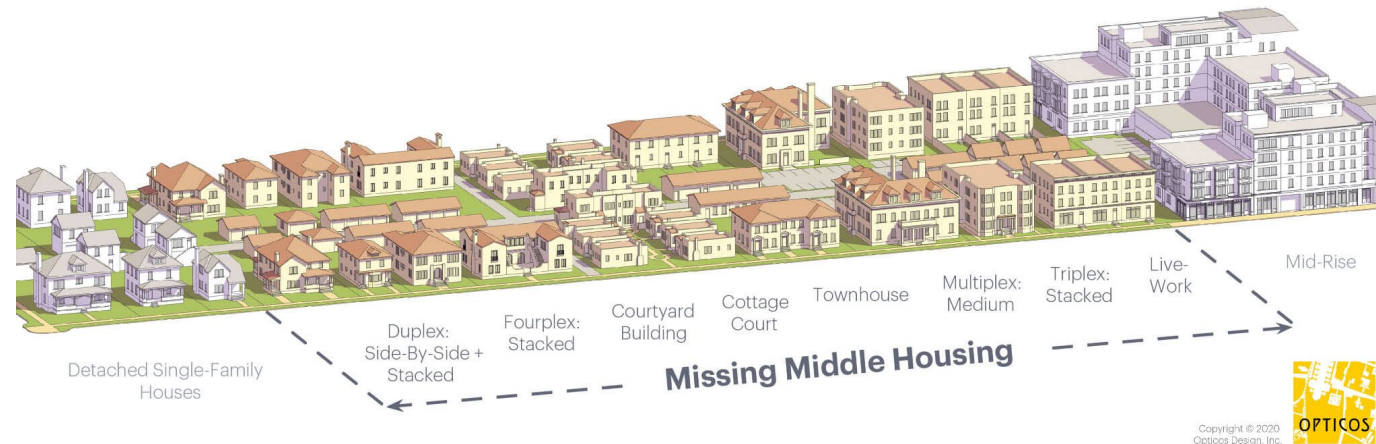 Detached Single-Family
Houses
Duplex:
Side-By-Side +
Stacked
Fourplex:
Stacked
Courtyard
Building
Cottage
Court
Townhouse
Multiplex:
Medium
Triplex:
Stacked
Live-
Work
Mid-Rise
Missing Middle Housing
Copyright © 2020
Opticos Design, Inc.
OPTICOS